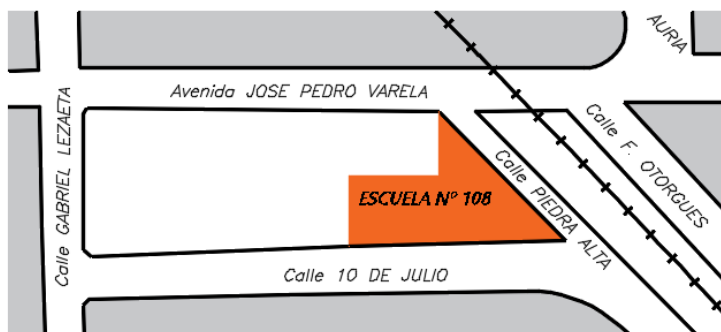 AURIA
Avenida JOSE PEDRO VARELA
Calle GABRIEL LEZAETA
Calle F. OTORGUES
Calle PIEDRA ALTA
ESCUELA Nº 108
Calle 10 DE JULIO